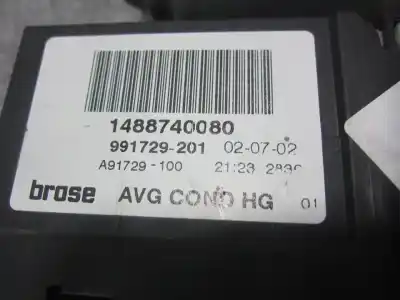 1488740080
991729-201 02-07-02
A91729-100 21:23
brose AVG COND HG 01